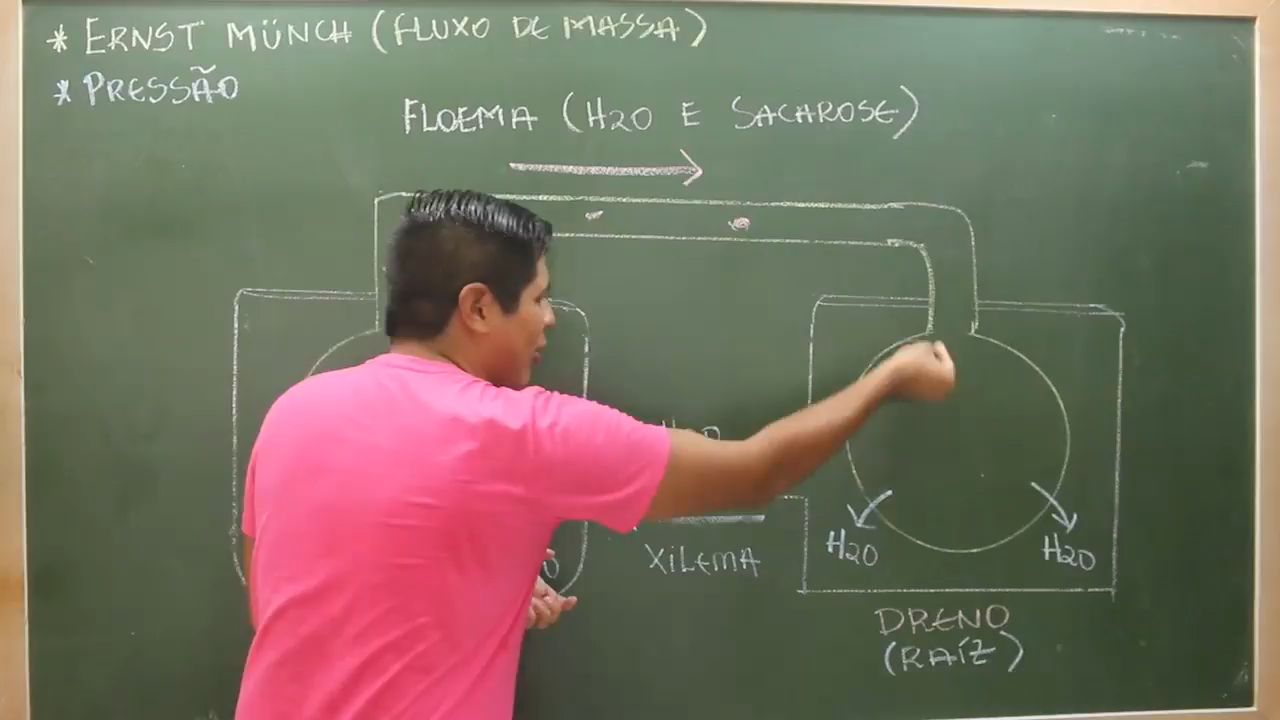 * ERNST MÜNCH (FLUXO DE MASSA)
* PRESSÃO
FLOEMA (H2O E SACAROSE)
XILEMA
H2O
H2O
DRENO
(RAÍZ)